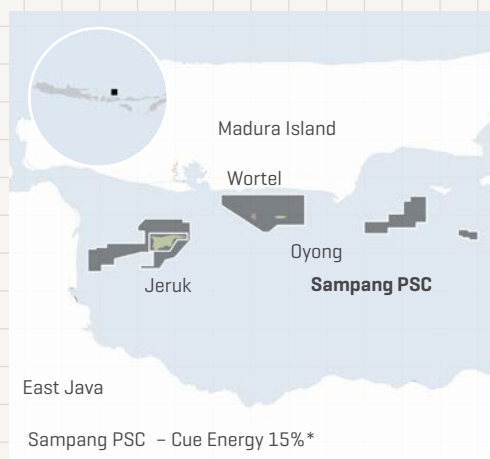 Madura Island
Wortel
Oyong
Jeruk
Sampang PSC
East Java
Sampang PSC – Cue Energy 15%*